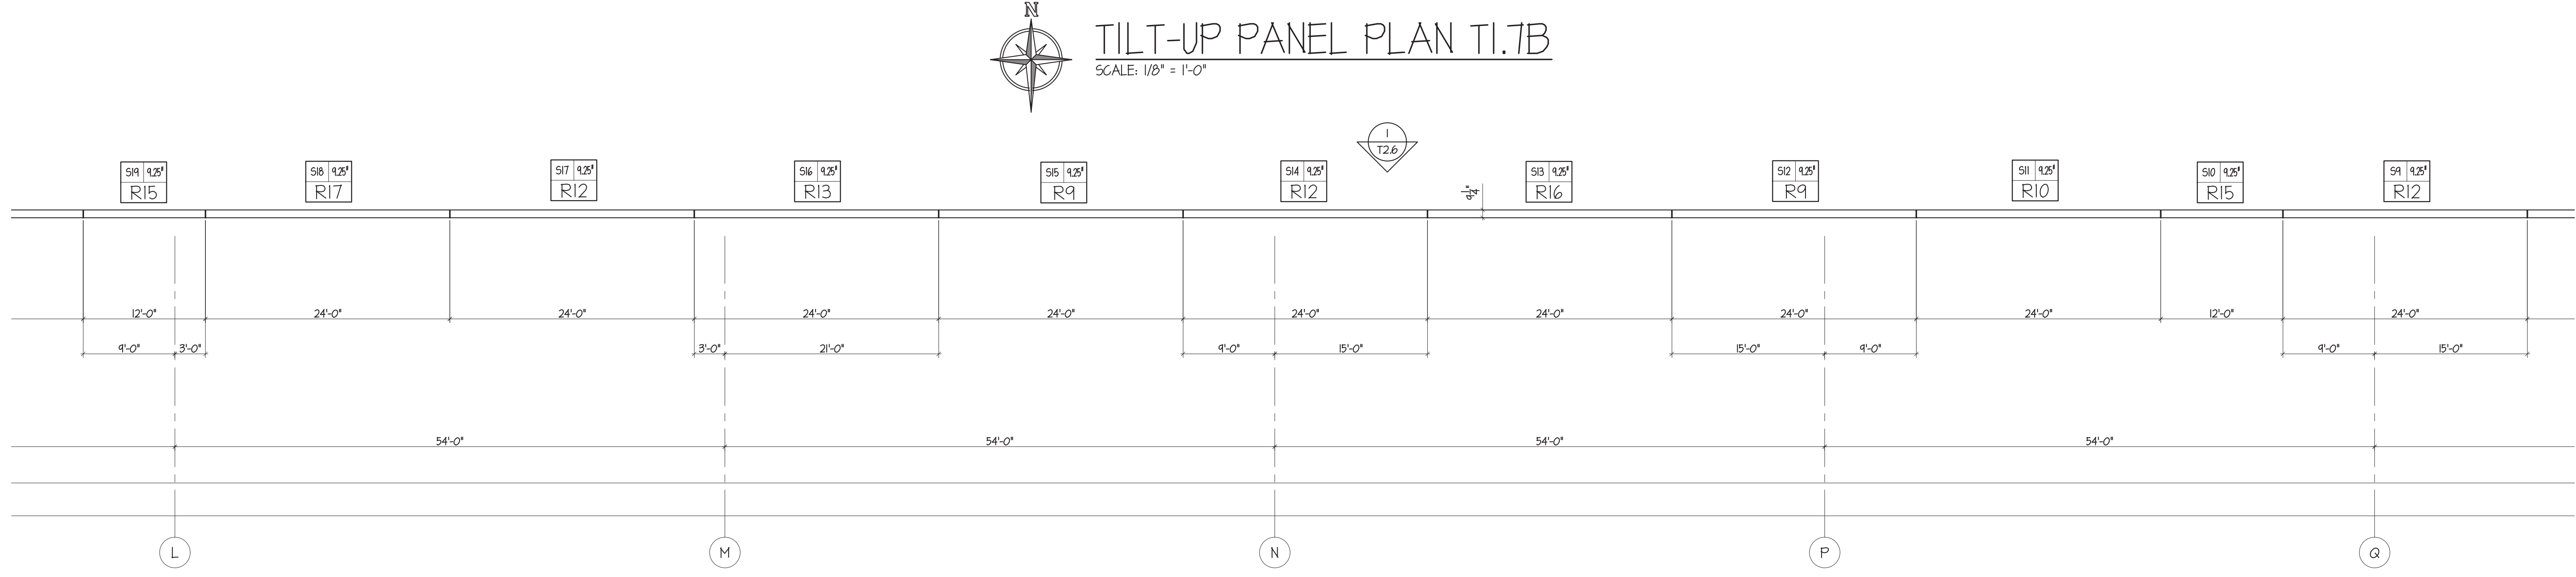 N
TILT-UP PANEL PLAN T1.7B
SCALE: 1/8" = 1'-0"
1
T2.6
S19 9.25"
R15
S18 9.25"
R17
S17 9.25"
R12
S16 9.25"
R13
S15 9.25"
R9
S14 9.25"
R12
S13 9.25"
R16
S12 9.25"
R9
S11 9.25"
R10
S10 9.25"
R15
S9 9.25"
R12
9 1/4"
12'-0" 24'-0" 24'-0" 24'-0" 24'-0" 24'-0" 24'-0" 24'-0" 24'-0" 12'-0" 24'-0"
9'-0" 3'-0" 3'-0" 21'-0" 9'-0" 15'-0" 15'-0" 9'-0" 9'-0" 15'-0"
54'-0" 54'-0" 54'-0" 54'-0"
L M N P Q